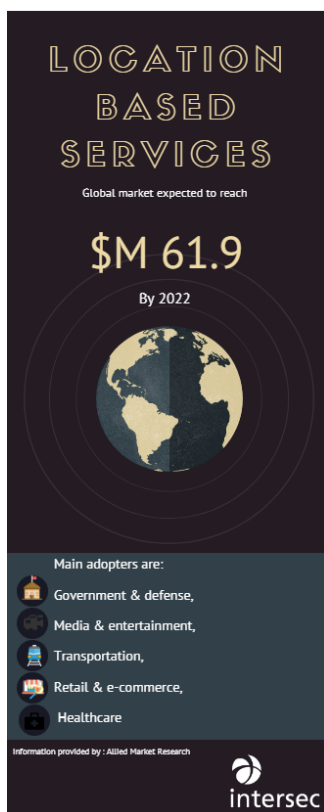 LOCATION
BASED
SERVICES
Global market expected to reach
$M 61.9
By 2022
Main adopters are:
Government & defense,
Media & entertainment,
Transportation,
Retail & e-commerce,
Healthcare
Information provided by : Allied Market Research
intersec